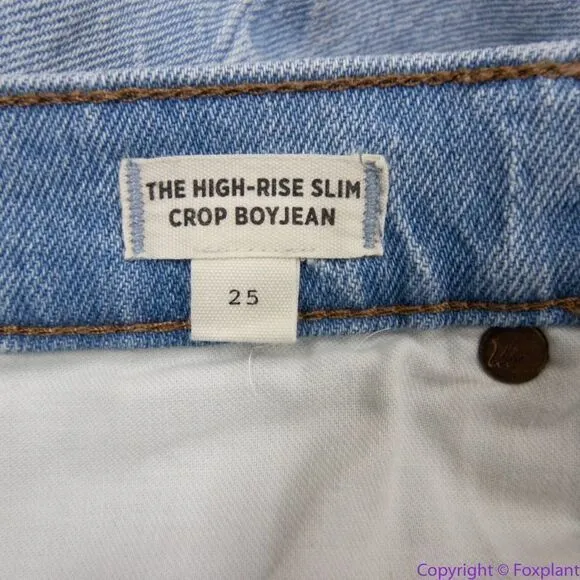 THE HIGH-RISE SLIM
CROP BOYJEAN
25
Copyright © Foxplant